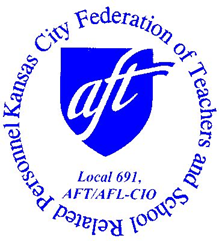 Kansas City Federation of Teachers and School Related Personnel
aft
Local 691,
AFT/AFL-CIO